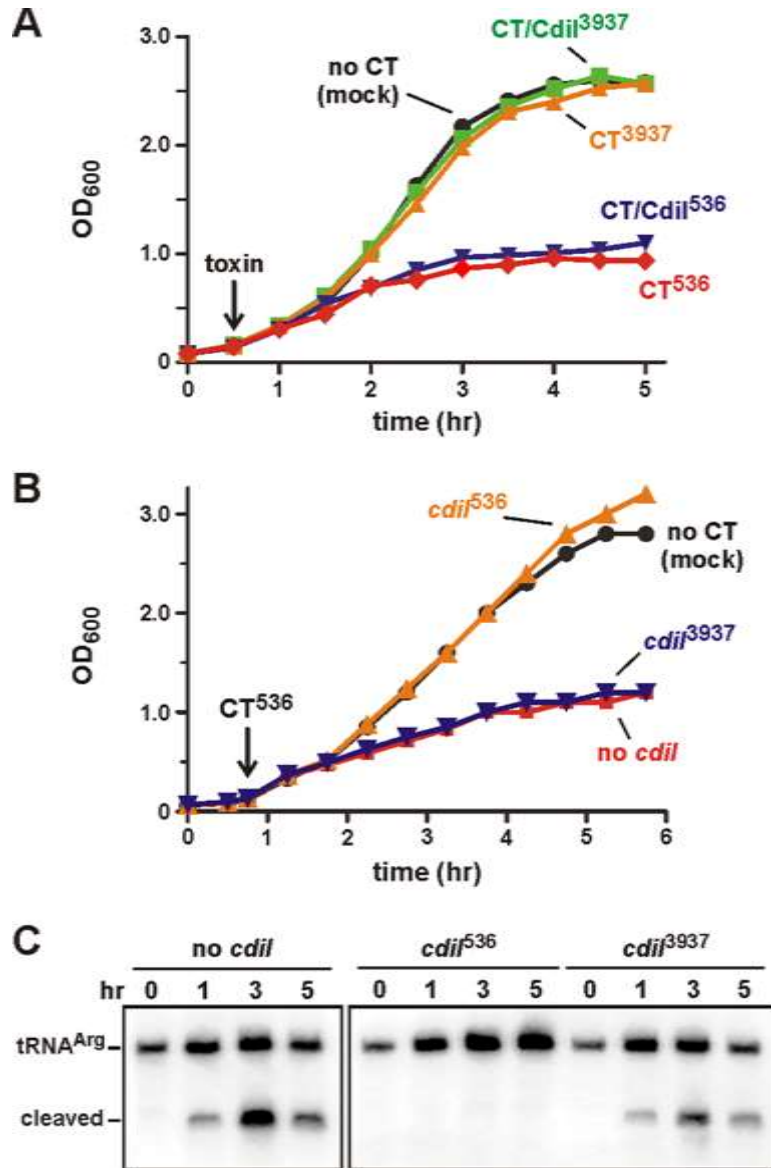 A
3.0
CT/CdiI³⁹³⁷
no CT
(mock)
2.0
CT³⁹³⁷
OD₆₀₀
CT/CdiI⁵³⁶
toxin
1.0
CT⁵³⁶
0
0 1 2 3 4 5
time (hr)
B
cdiI⁵³⁶
3.0
no CT
(mock)
2.0
OD₆₀₀
cdiI³⁹³⁷
CT⁵³⁶
1.0
no cdiI
0
0 1 2 3 4 5 6
time (hr)
C
no cdiI cdiI⁵³⁶ cdiI³⁹³⁷
hr 0 1 3 5 0 1 3 5 0 1 3 5
tRNAᴬʳᵍ
cleaved